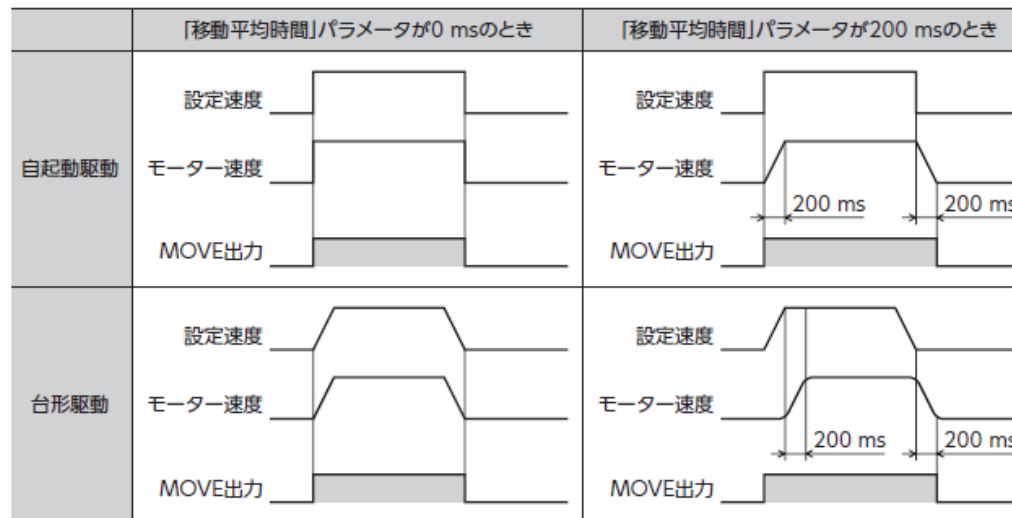 「移動平均時間」パラメータが0 msのとき
「移動平均時間」パラメータが200 msのとき
自起動駆動
設定速度
モーター速度
MOVE出力
設定速度
モーター速度
200 ms
200 ms
MOVE出力
台形駆動
設定速度
モーター速度
MOVE出力
設定速度
モーター速度
200 ms
200 ms
MOVE出力